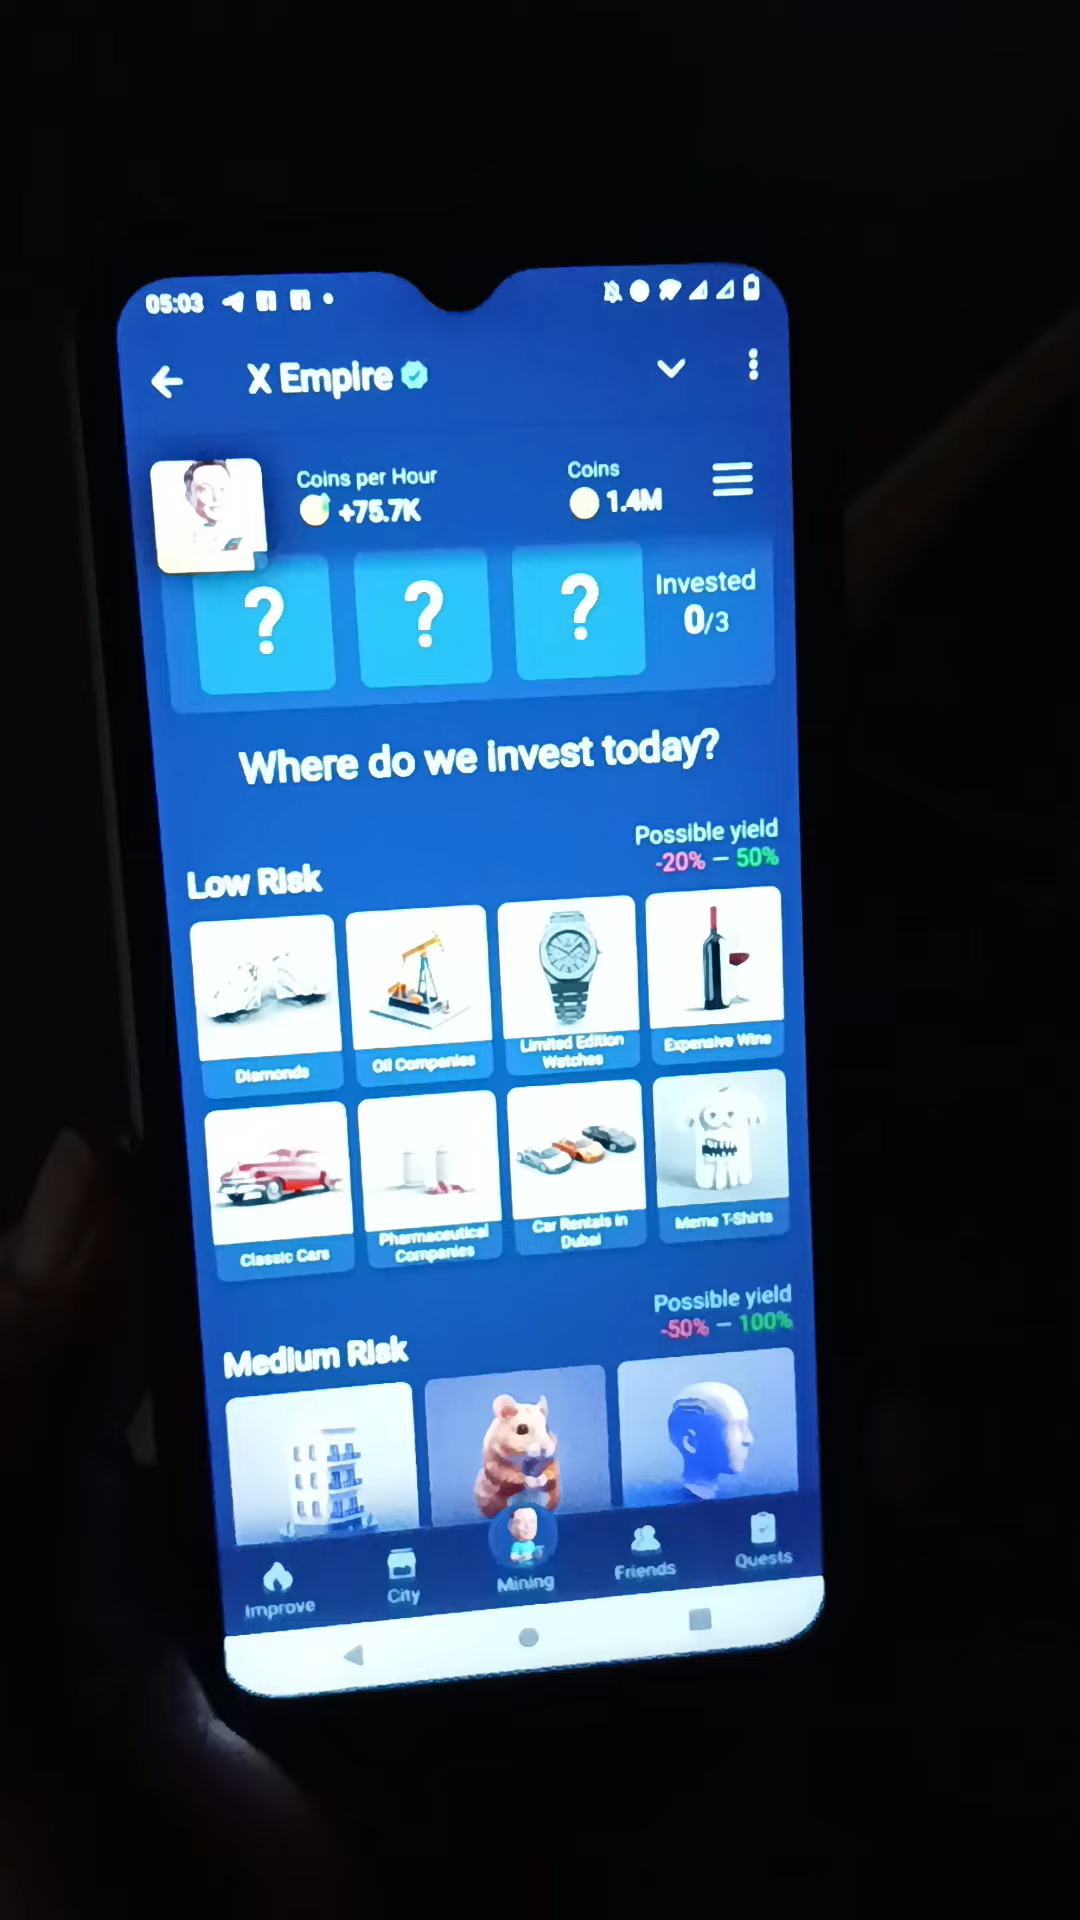 05:03
X Empire
Coins per Hour
+75.7K
Coins
1.4M
?
?
?
Invested
0/3
Where do we invest today?
Low Risk
Possible yield
-20% – 50%
Diamonds
Oil Companies
Limited Edition
Watches
Expensive Wine
Classic Cars
Pharmaceutical
Companies
Car Rentals in
Dubai
Meme T-Shirts
Medium Risk
Possible yield
-50% – 100%
Improve
City
Mining
Friends
Quests